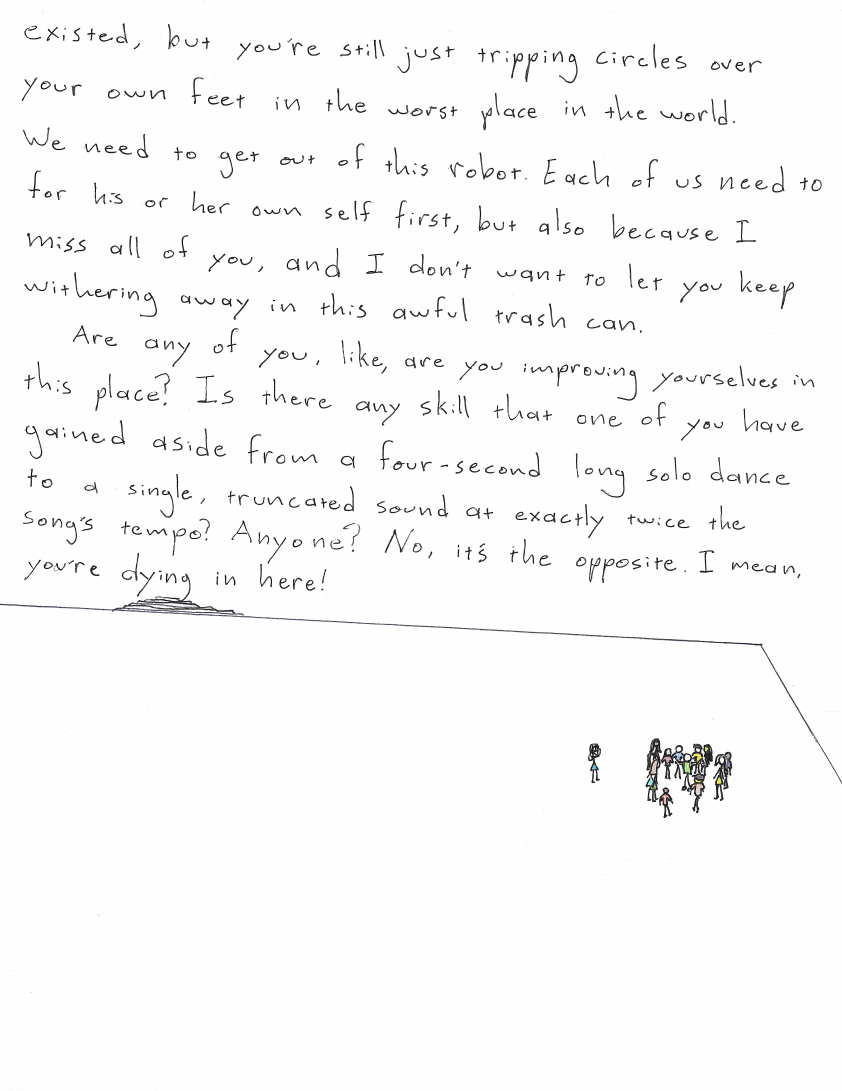 existed, but you're still just tripping circles over
your own feet in the worst place in the world.
We need to get out of this robot. Each of us need to
for his or her own self first, but also because I
miss all of you, and I don't want to let you keep
withering away in this awful trash can.
Are any of you, like, are you improving yourselves in
this place? Is there any skill that one of you have
gained aside from a four-second long solo dance
to a single, truncated sound at exactly twice the
song's tempo? Anyone? No, it's the opposite. I mean,
you're dying in here!